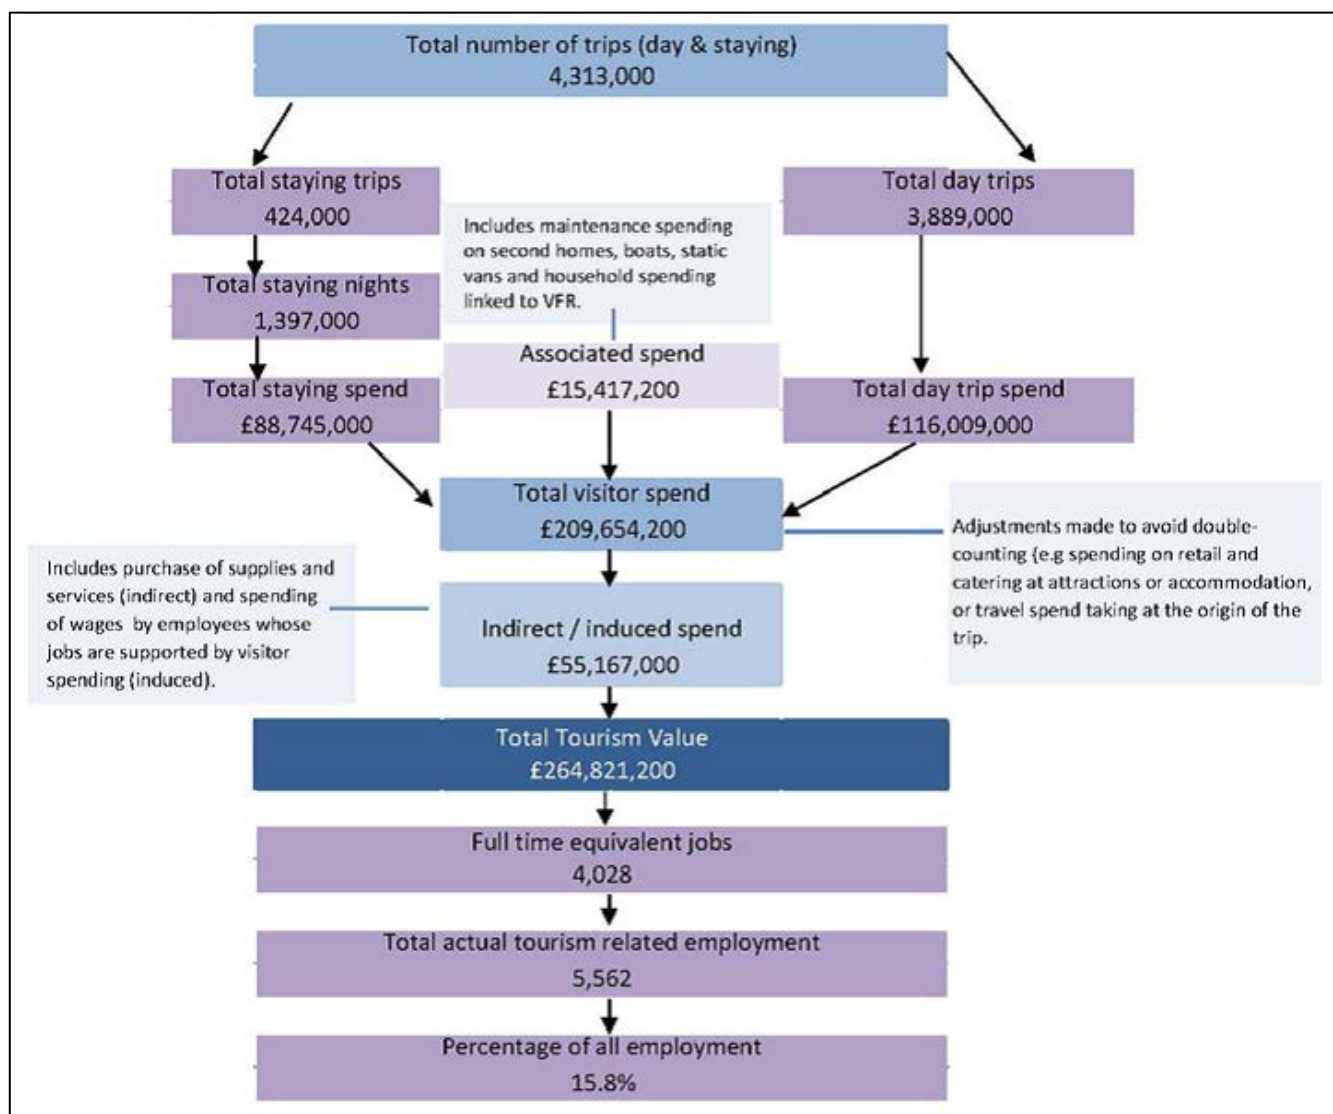 Total number of trips (day & staying)
4,313,000
Total staying trips
424,000
Total day trips
3,889,000
Includes maintenance spending
on second homes, boats, static
vans and household spending
linked to VFR.
Total staying nights
1,397,000
Associated spend
£15,417,200
Total staying spend
£88,745,000
Total day trip spend
£116,009,000
Total visitor spend
£209,654,200
Adjustments made to avoid double-
counting (e.g spending on retail and
catering at attractions or accommodation,
or travel spend taking at the origin of the
trip.
Includes purchase of supplies and
services (indirect) and spending
of wages by employees whose
jobs are supported by visitor
spending (induced).
Indirect / induced spend
£55,167,000
Total Tourism Value
£264,821,200
Full time equivalent jobs
4,028
Total actual tourism related employment
5,562
Percentage of all employment
15.8%